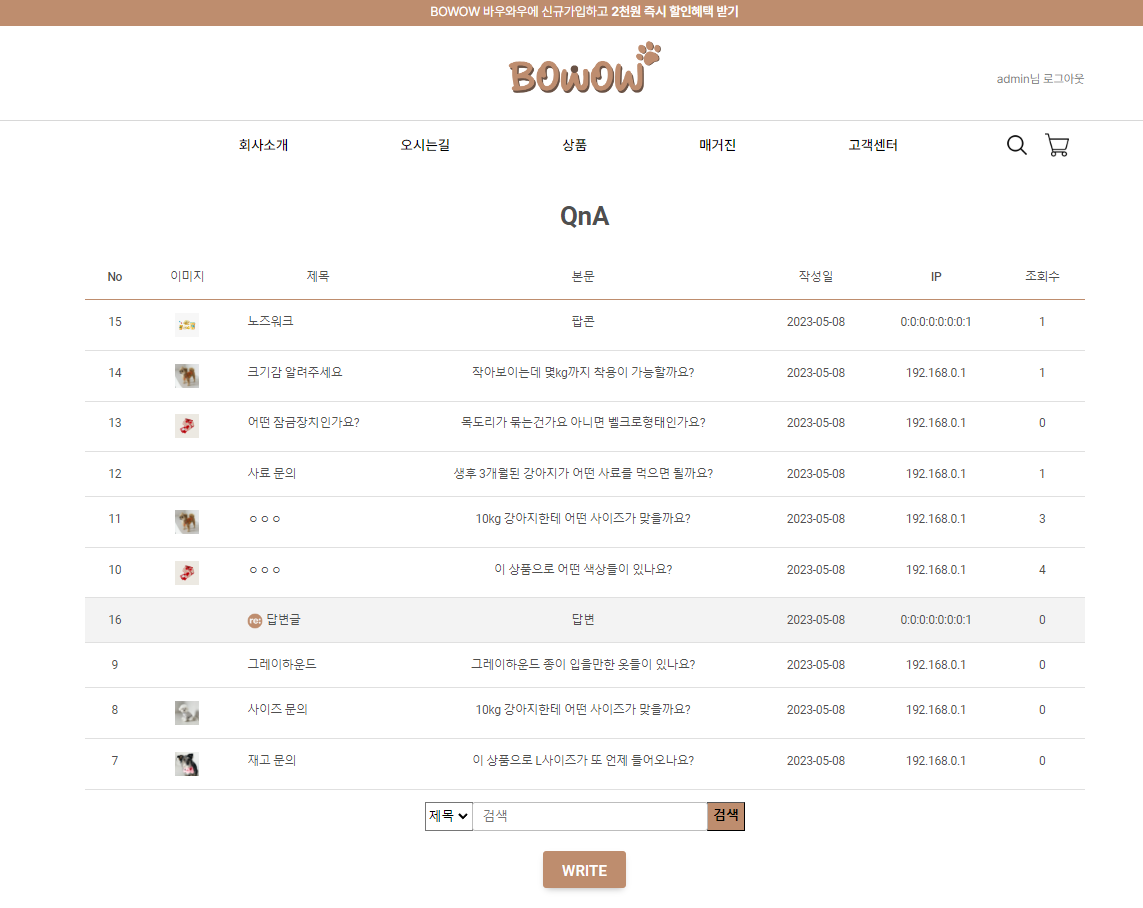 BOWOW 바우와우에 신규가입하고 2천원 즉시 할인혜택 받기
BOWOW
admin님 로그아웃
회사소개 오시는길 상품 매거진 고객센터
QnA
No 이미지 제목 본문 작성일 IP 조회수
15 노즈워크 팝콘 2023-05-08 0:0:0:0:0:0:0:1 1
14 크기감 알려주세요 작아보이는데 몇kg까지 착용이 가능할까요? 2023-05-08 192.168.0.1 1
13 어떤 잠금장치인가요? 목도리가 묶는건가요 아니면 벨크로형태인가요? 2023-05-08 192.168.0.1 0
12 사료 문의 생후 3개월된 강아지가 어떤 사료를 먹으면 될까요? 2023-05-08 192.168.0.1 1
11 ㅇㅇㅇ 10kg 강아지한테 어떤 사이즈가 맞을까요? 2023-05-08 192.168.0.1 3
10 ㅇㅇㅇ 이 상품으로 어떤 색상들이 있나요? 2023-05-08 192.168.0.1 4
16 re: 답변글 답변 2023-05-08 0:0:0:0:0:0:0:1 0
9 그레이하운드 그레이하운드 종이 입을만한 옷들이 있나요? 2023-05-08 192.168.0.1 0
8 사이즈 문의 10kg 강아지한테 어떤 사이즈가 맞을까요? 2023-05-08 192.168.0.1 0
7 재고 문의 이 상품으로 L사이즈가 또 언제 들어오나요? 2023-05-08 192.168.0.1 0
제목 검색 검색
WRITE